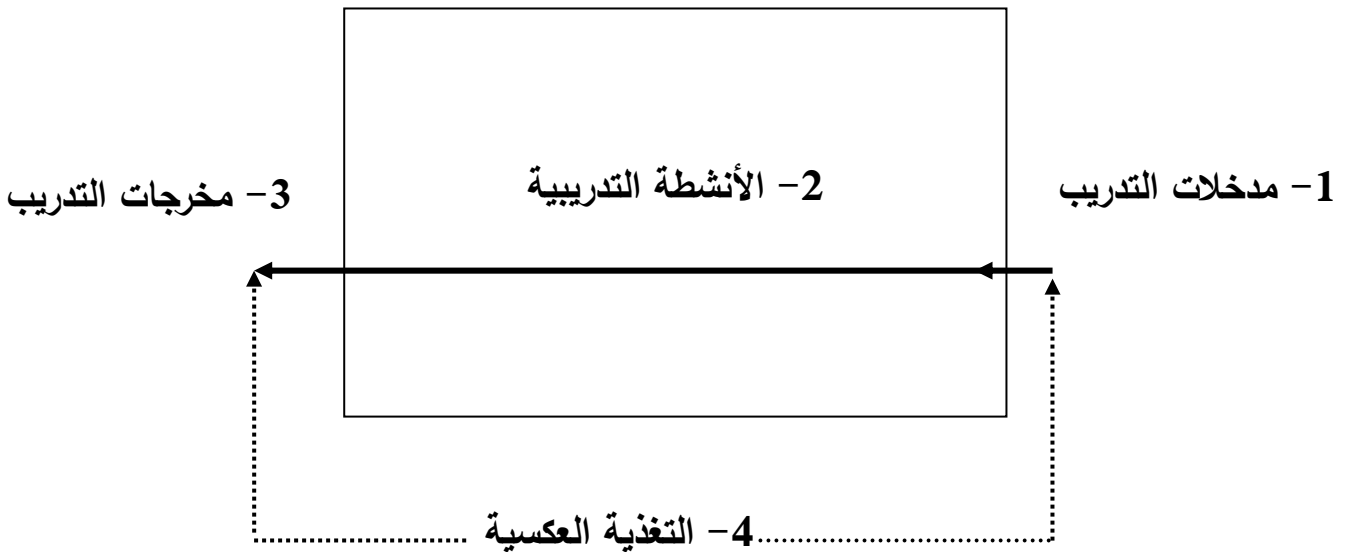 1- مدخلات التدريب
2- الأنشطة التدريبية
3- مخرجات التدريب
4- التغذية العكسية